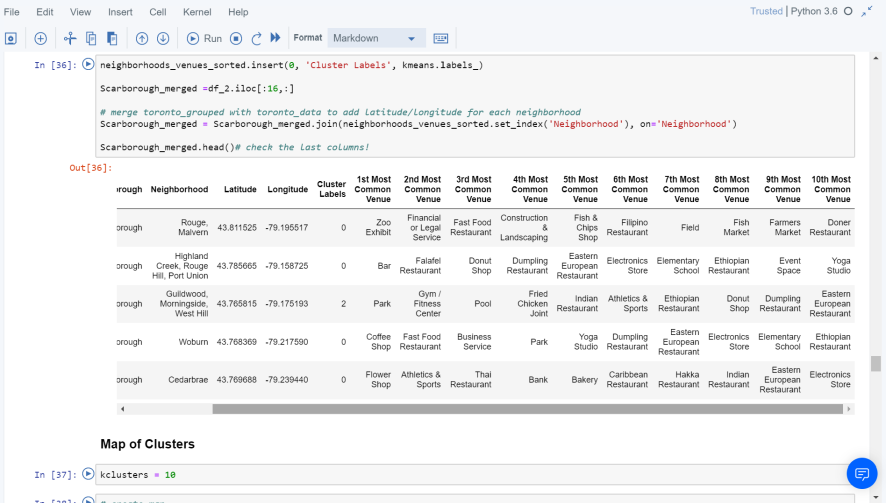 File Edit View Insert Cell Kernel Help Trusted | Python 3.6
Run Format Markdown
In [36]: neighborhoods_venues_sorted.insert(0, 'Cluster Labels', kmeans.labels_)
Scarborough_merged =df_2.iloc[:16,:]
# merge toronto_grouped with toronto_data to add latitude/longitude for each neighborhood
Scarborough_merged = Scarborough_merged.join(neighborhoods_venues_sorted.set_index('Neighborhood'), on='Neighborhood')
Scarborough_merged.head()# check the last columns!
Out[36]:
orough Neighborhood Latitude Longitude Cluster Labels 1st Most Common Venue 2nd Most Common Venue 3rd Most Common Venue 4th Most Common Venue 5th Most Common Venue 6th Most Common Venue 7th Most Common Venue 8th Most Common Venue 9th Most Common Venue 10th Most Common Venue
orough Rouge, Malvern 43.811525 -79.195517 0 Zoo Exhibit Financial or Legal Service Fast Food Restaurant Construction & Landscaping Fish & Chips Shop Filipino Restaurant Field Fish Market Farmers Market Doner Restaurant
orough Highland Creek, Rouge Hill, Port Union 43.785665 -79.158725 0 Bar Falafel Restaurant Donut Shop Dumpling Restaurant Eastern European Restaurant Electronics Store Elementary School Ethiopian Restaurant Event Space Yoga Studio
orough Guildwood, Morningside, West Hill 43.765815 -79.175193 2 Park Gym / Fitness Center Pool Fried Chicken Joint Indian Restaurant Athletics & Sports Ethiopian Restaurant Donut Shop Dumpling Restaurant Eastern European Restaurant
orough Woburn 43.768369 -79.217590 0 Coffee Shop Fast Food Restaurant Business Service Park Yoga Studio Dumpling Restaurant Eastern European Restaurant Electronics Store Elementary School Ethiopian Restaurant
orough Cedarbrae 43.769688 -79.239440 0 Flower Shop Athletics & Sports Thai Restaurant Bank Bakery Caribbean Restaurant Hakka Restaurant Indian Restaurant Eastern European Restaurant Electronics Store
Map of Clusters
In [37]: kclusters = 10